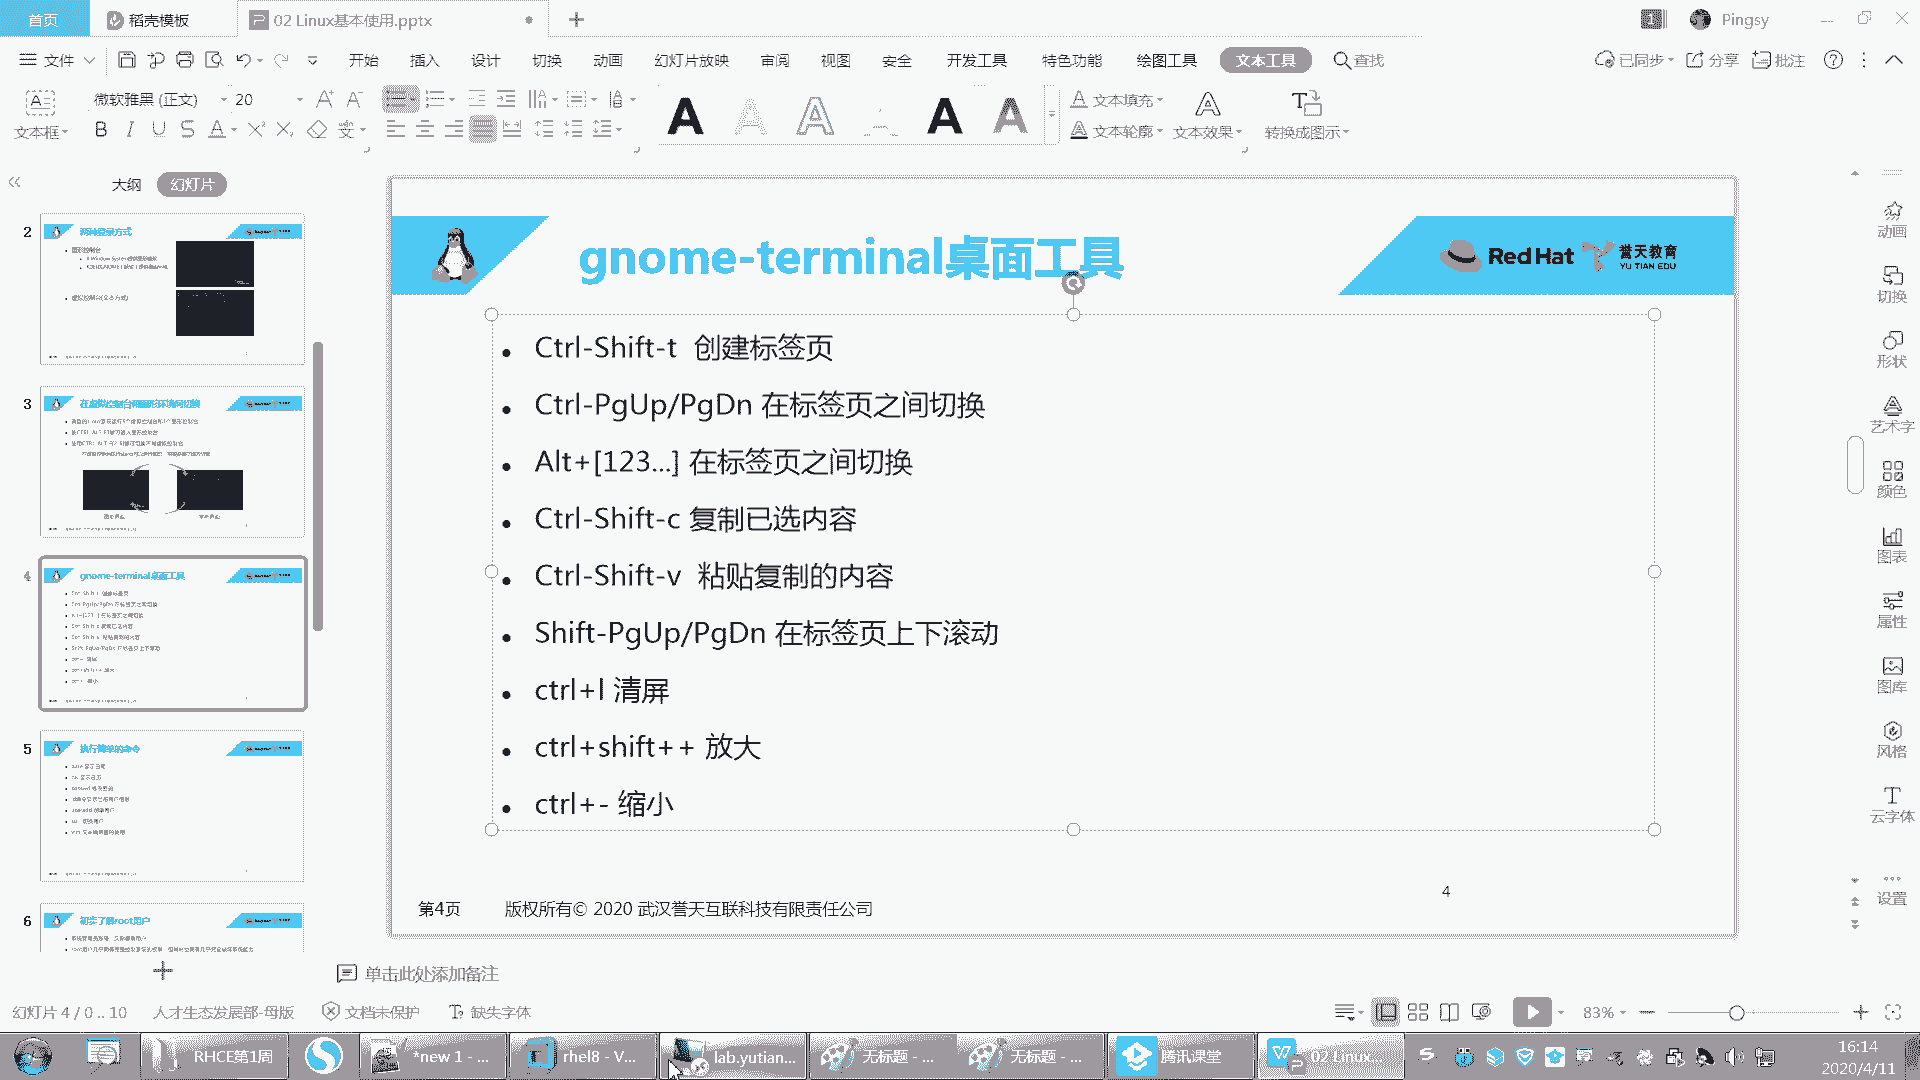 首页
稻壳模板
02 Linux基本使用.pptx
Pingsy
文件
开始
插入
设计
切换
动画
幻灯片放映
审阅
视图
安全
开发工具
特色功能
绘图工具
文本工具
查找
已同步
分享
批注
文本框
微软雅黑 (正文)
20
文本填充
文本轮廓
文本效果
转换成图示
大纲
幻灯片
2
两种登录方式
3
4
gnome-terminal桌面工具
5
执行简单的命令
6
初步了解root用户
gnome-terminal桌面工具
Red Hat
誉天教育
YU TIAN EDU
Ctrl-Shift-t 创建标签页
Ctrl-PgUp/PgDn 在标签页之间切换
Alt+[123...] 在标签页之间切换
Ctrl-Shift-c 复制已选内容
Ctrl-Shift-v 粘贴复制的内容
Shift-PgUp/PgDn 在标签页上下滚动
ctrl+l 清屏
ctrl+shift++ 放大
ctrl+- 缩小
4
第4页
版权所有© 2020 武汉誉天互联科技有限责任公司
动画
切换
形状
艺术字
颜色
图表
属性
图库
风格
云字体
设置
单击此处添加备注
幻灯片 4 / 0 .. 10
人才生态发展部-母版
文档未保护
缺失字体
83%
RHCE第1周
*new 1 - ...
rhel8 - V...
lab.yutian...
无标题 - ...
无标题 - ...
腾讯课堂
02 Linux...
16:14
2020/4/11